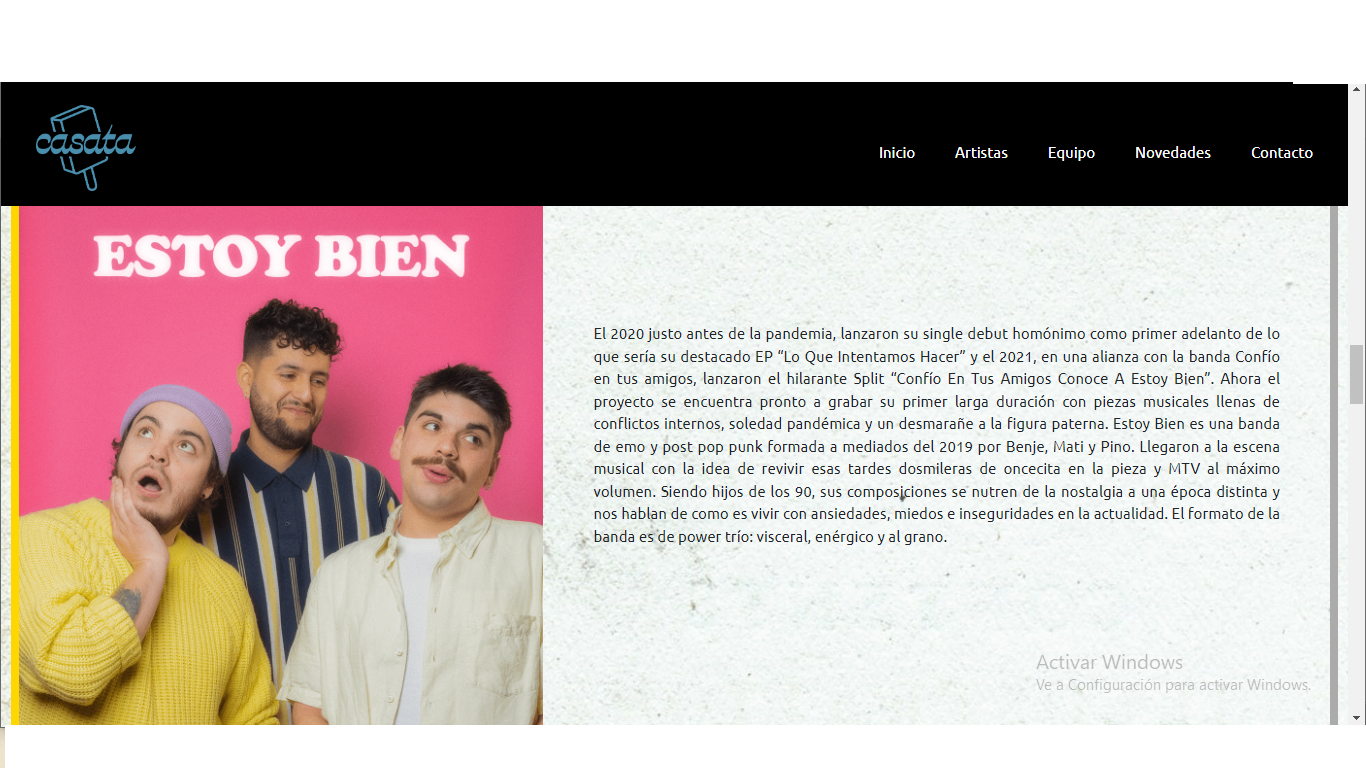 casata
Inicio
Artistas
Equipo
Novedades
Contacto
ESTOY BIEN
El 2020 justo antes de la pandemia, lanzaron su single debut homónimo como primer adelanto de lo
que sería su destacado EP “Lo Que Intentamos Hacer” y el 2021, en una alianza con la banda Confío
en tus amigos, lanzaron el hilarante Split “Confío En Tus Amigos Conoce A Estoy Bien”. Ahora el
proyecto se encuentra pronto a grabar su primer larga duración con piezas musicales llenas de
conflictos internos, soledad pandémica y un desmarañe a la figura paterna. Estoy Bien es una banda
de emo y post pop punk formada a mediados del 2019 por Benje, Mati y Pino. Llegaron a la escena
musical con la idea de revivir esas tardes dosmileras de oncecita en la pieza y MTV al máximo
volumen. Siendo hijos de los 90, sus composiciones se nutren de la nostalgia a una época distinta y
nos hablan de como es vivir con ansiedades, miedos e inseguridades en la actualidad. El formato de la
banda es de power trío: visceral, enérgico y al grano.
Activar Windows
Ve a Configuración para activar Windows.